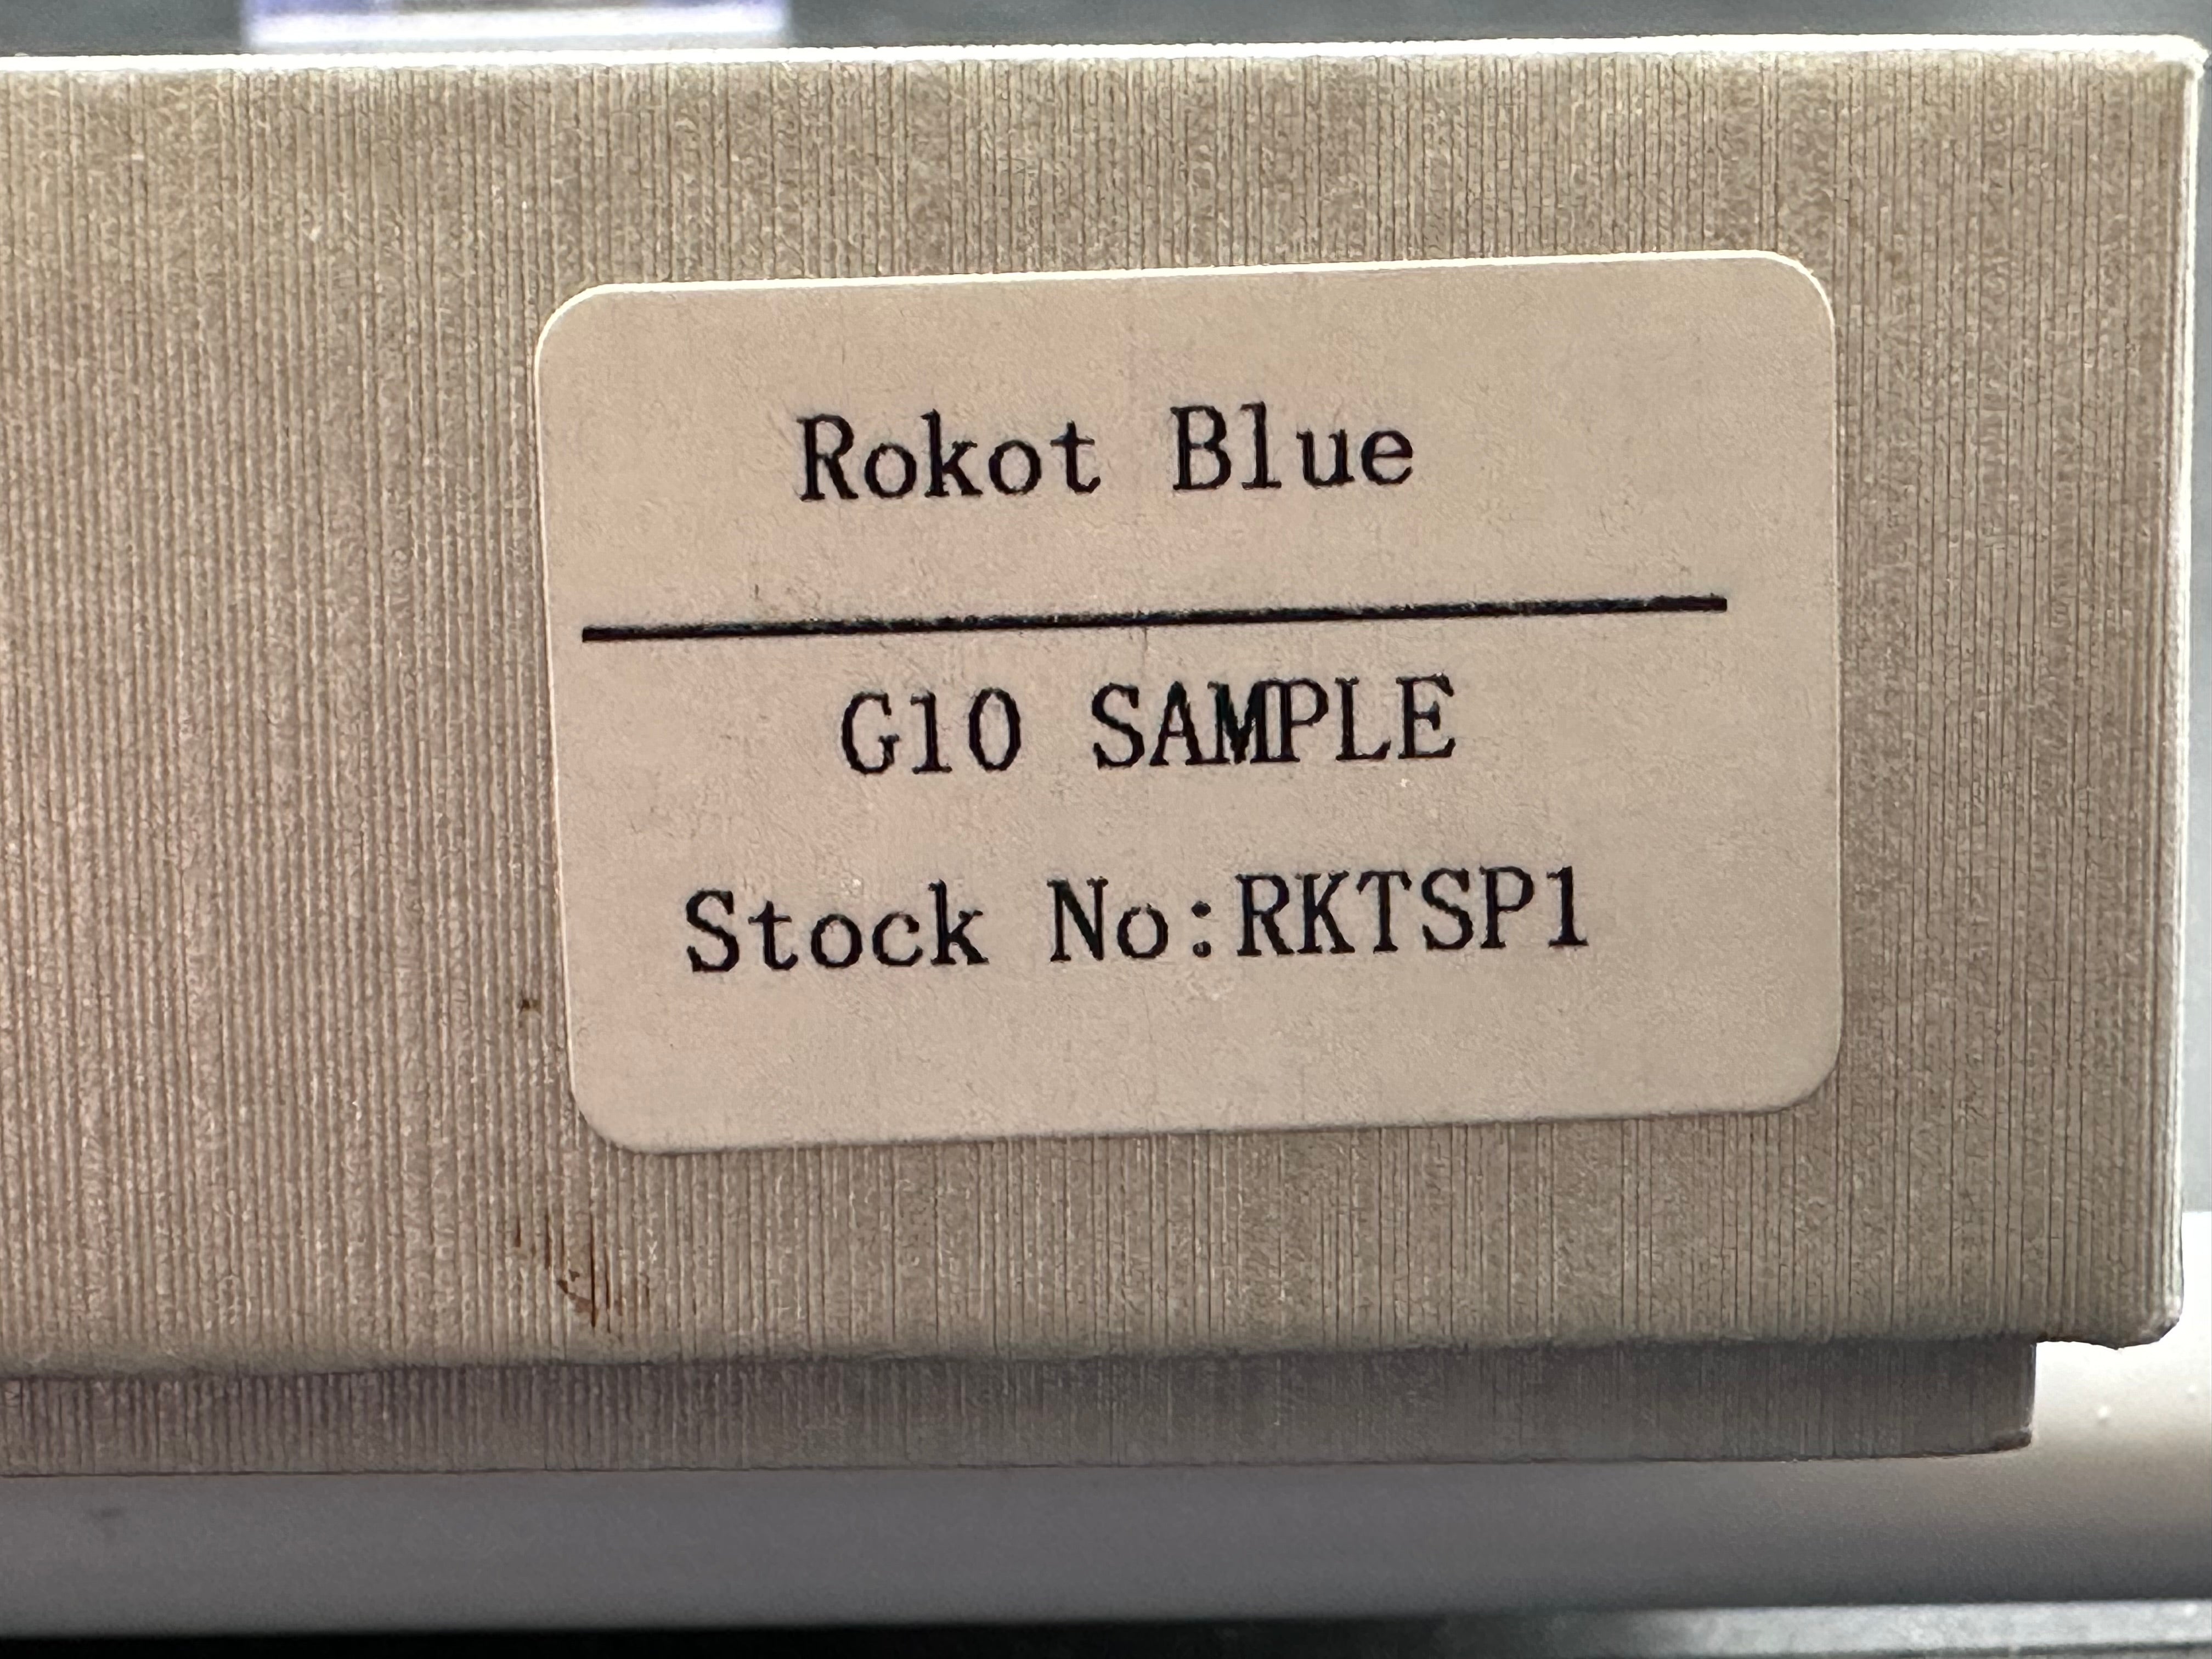 Rokot Blue
G10 SAMPLE
Stock No:RKTSP1